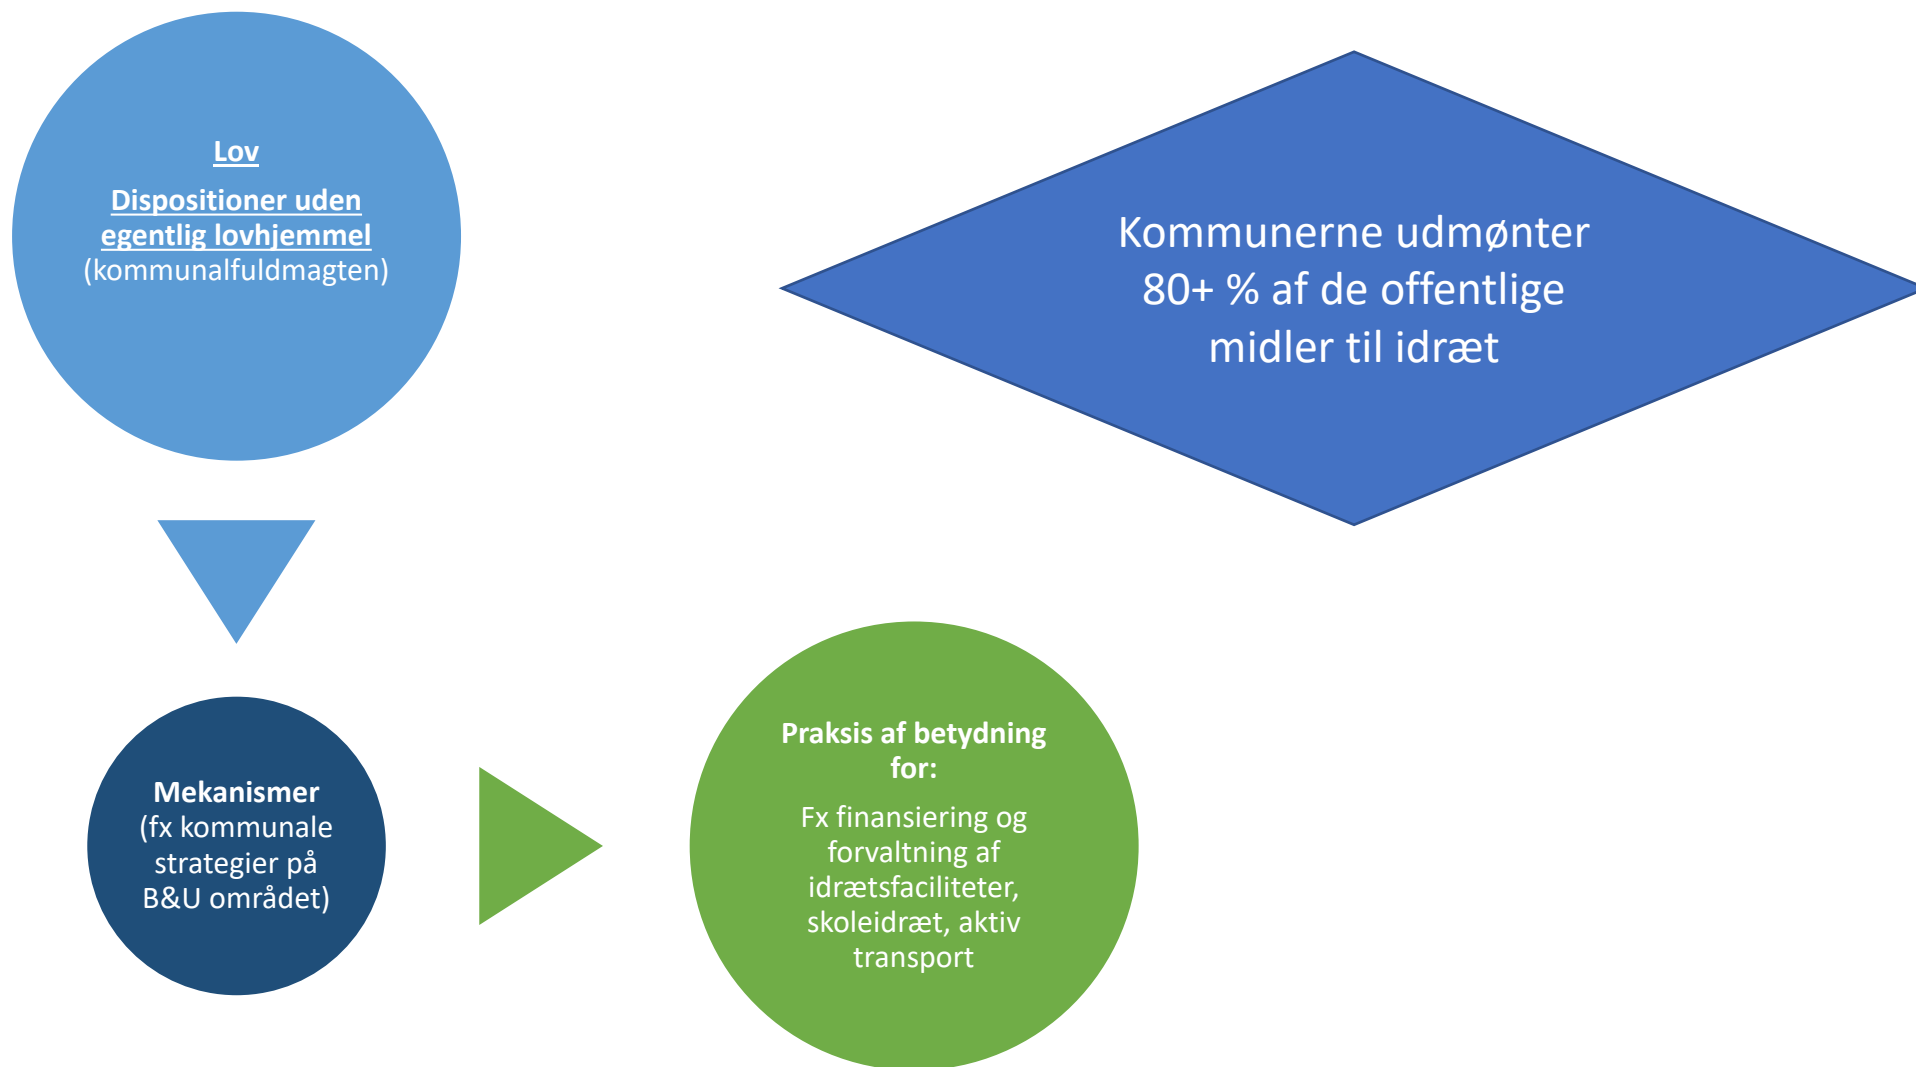 Lov
Dispositioner uden
egentlig lovhjemmel
(kommunalfuldmagten)
Kommunerne udmønter
80+ % af de offentlige
midler til idræt
Mekanismer
(fx kommunale
strategier på
B&U området)
Praksis af betydning
for:
Fx finansiering og
forvaltning af
idrætsfaciliteter,
skoleidræt, aktiv
transport